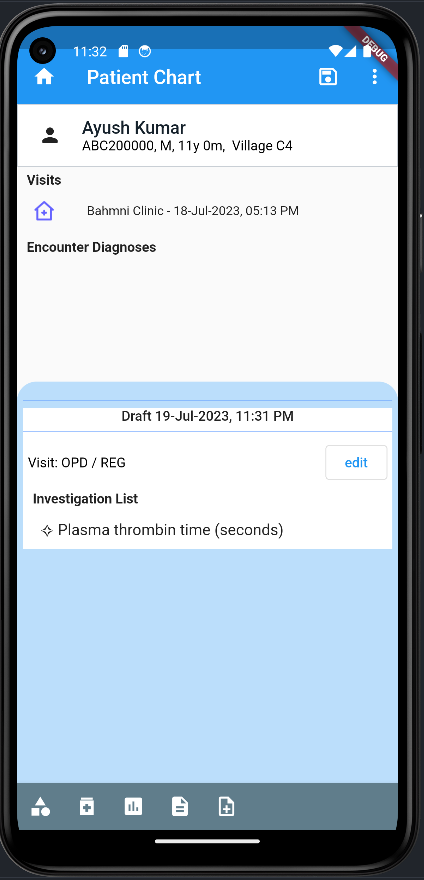 11:32
DEBUG
Patient Chart
Ayush Kumar
ABC200000, M, 11y 0m, Village C4
Visits
Bahmni Clinic - 18-Jul-2023, 05:13 PM
Encounter Diagnoses
Draft 19-Jul-2023, 11:31 PM
Visit: OPD / REG
edit
Investigation List
Plasma thrombin time (seconds)